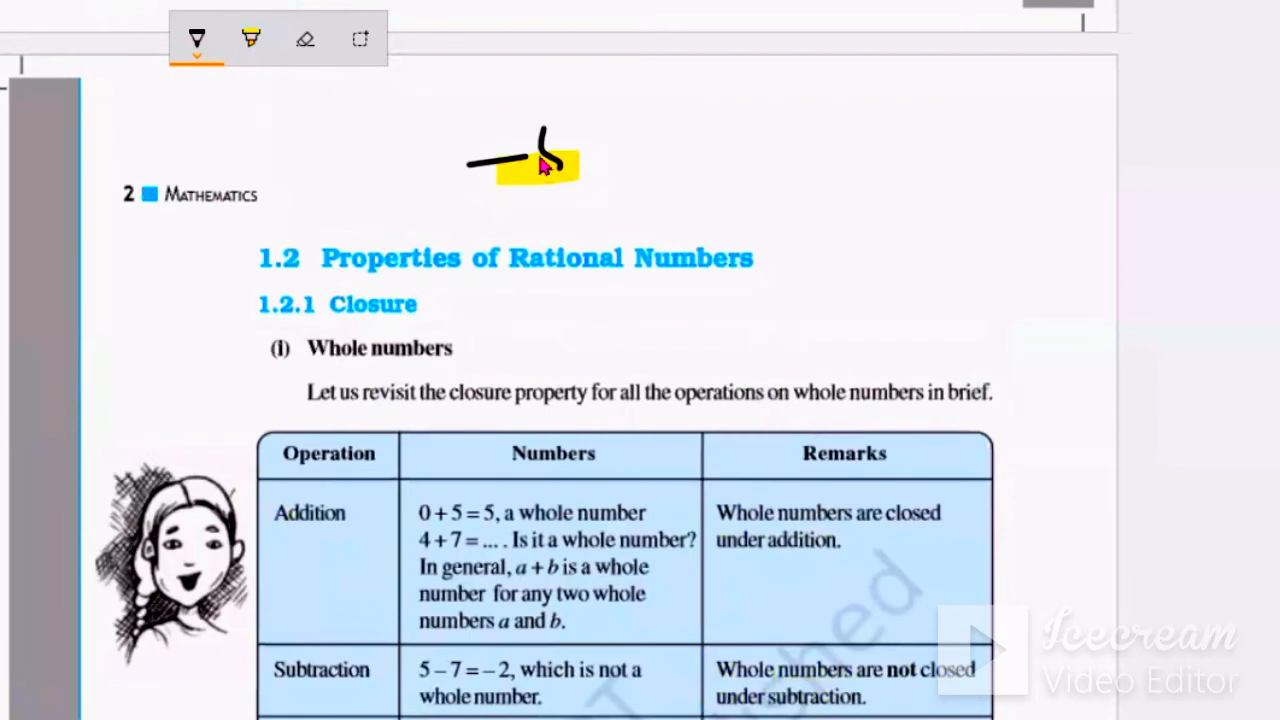 2 MATHEMATICS
1.2 Properties of Rational Numbers
1.2.1 Closure
(i) Whole numbers
Let us revisit the closure property for all the operations on whole numbers in brief.
Operation Numbers Remarks
Addition
0 + 5 = 5, a whole number
4 + 7 = ... . Is it a whole number?
In general, a + b is a whole
number for any two whole
numbers a and b.
Whole numbers are closed
under addition.
Subtraction
5 – 7 = – 2, which is not a
whole number.
Whole numbers are not closed
under subtraction.
Icecream
Video Editor